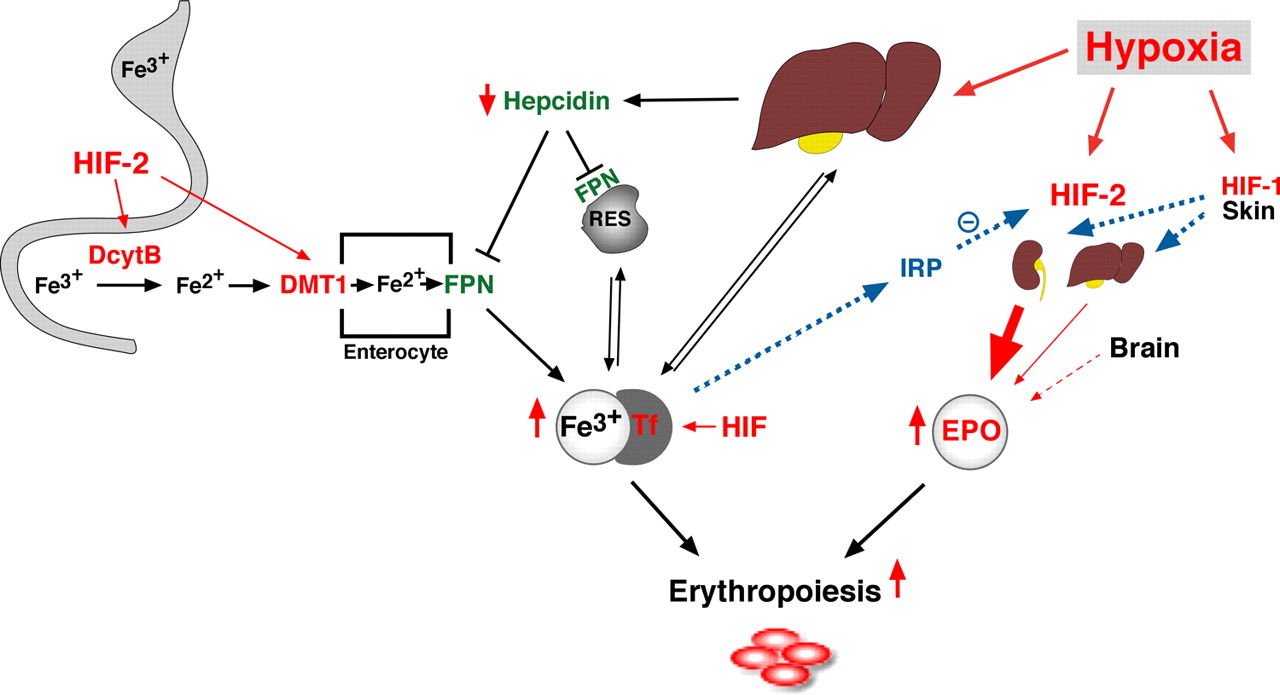 Hypoxia
Fe3+
Hepcidin
HIF-2
FPN
RES
HIF-2
HIF-1
Skin
⊖
DcytB
IRP
Fe3+
Fe2+
DMT1
Fe2+
FPN
Enterocyte
Brain
Fe3+
Tf
HIF
EPO
Erythropoiesis